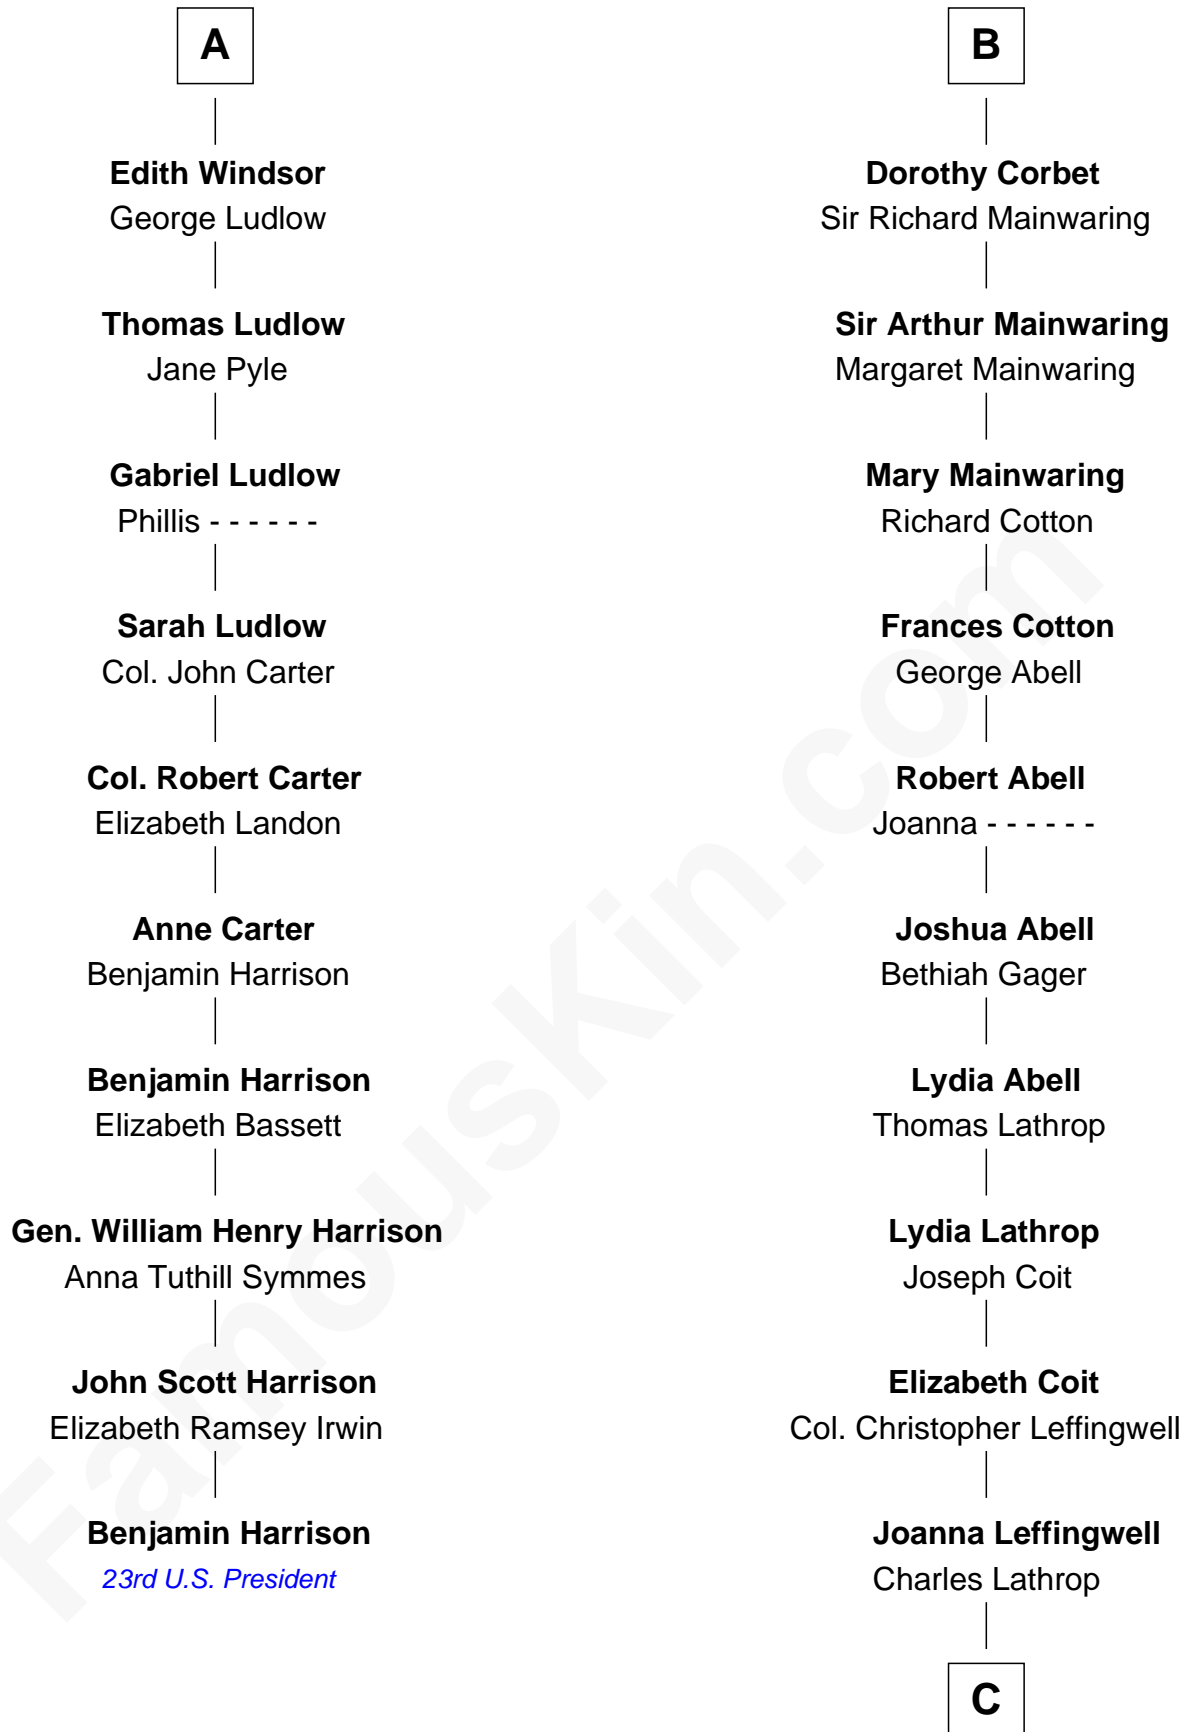 A
Edith Windsor
George Ludlow
Thomas Ludlow
Jane Pyle
Gabriel Ludlow
Phillis - - - - - -
Sarah Ludlow
Col. John Carter
Col. Robert Carter
Elizabeth Landon
Anne Carter
Benjamin Harrison
Benjamin Harrison
Elizabeth Bassett
Gen. William Henry Harrison
Anna Tuthill Symmes
John Scott Harrison
Elizabeth Ramsey Irwin
Benjamin Harrison
23rd U.S. President
B
Dorothy Corbet
Sir Richard Mainwaring
Sir Arthur Mainwaring
Margaret Mainwaring
Mary Mainwaring
Richard Cotton
Frances Cotton
George Abell
Robert Abell
Joanna - - - - - -
Joshua Abell
Bethiah Gager
Lydia Abell
Thomas Lathrop
Lydia Lathrop
Joseph Coit
Elizabeth Coit
Col. Christopher Leffingwell
Joanna Leffingwell
Charles Lathrop
C
FamousKin.com